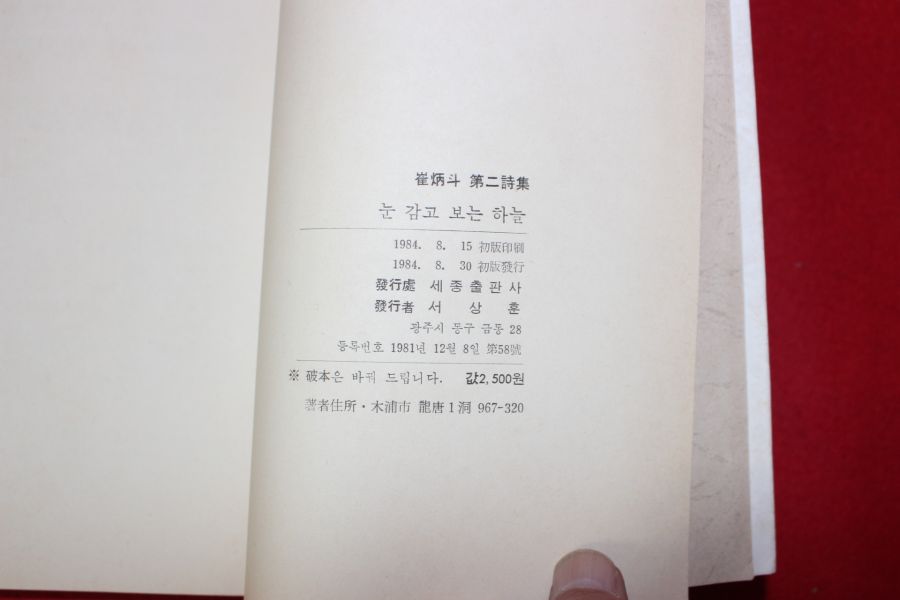 崔炳斗 第二詩集
눈 감고 보는 하늘
1984. 8. 15 初版印刷
1984. 8. 30 初版發行
發行處 세종출판사
發行者 서상훈
광주시 동구 금동 28
등록번호 1981년 12월 8일 第58號
※ 破本은 바꿔 드립니다. 값2,500원
著者住所・木浦市 龍唐1洞 967-320